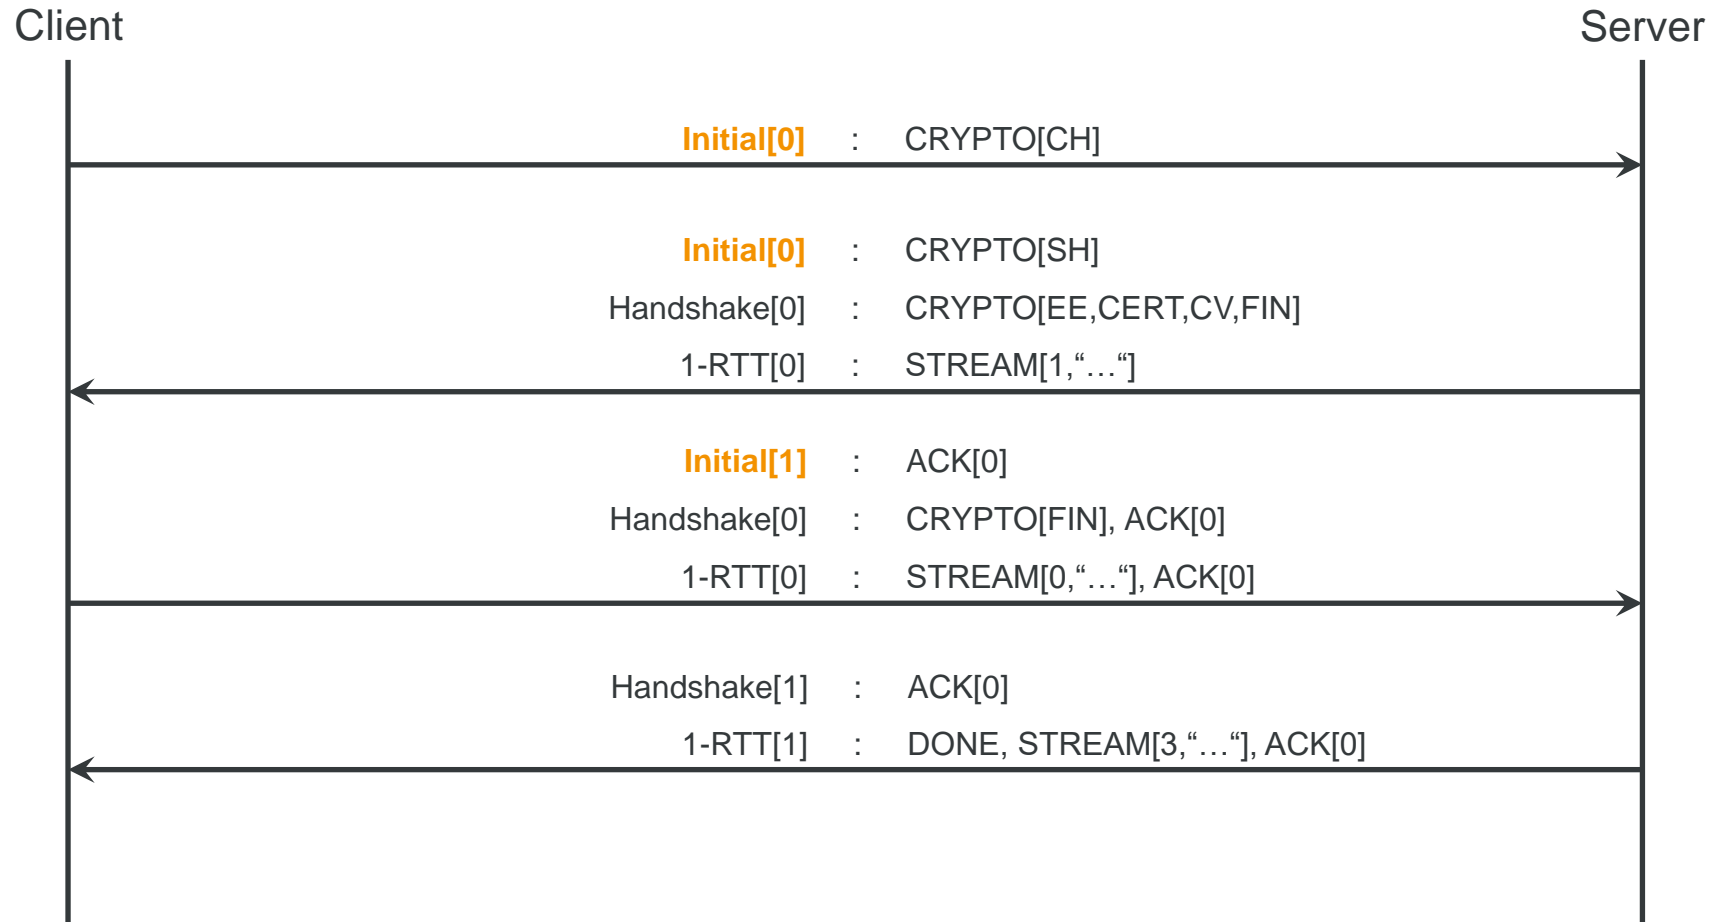 Client Server
Initial[0] : CRYPTO[CH]
Initial[0] : CRYPTO[SH]
Handshake[0] : CRYPTO[EE,CERT,CV,FIN]
1-RTT[0] : STREAM[1,“…“]
Initial[1] : ACK[0]
Handshake[0] : CRYPTO[FIN], ACK[0]
1-RTT[0] : STREAM[0,“…“], ACK[0]
Handshake[1] : ACK[0]
1-RTT[1] : DONE, STREAM[3,“…“], ACK[0]